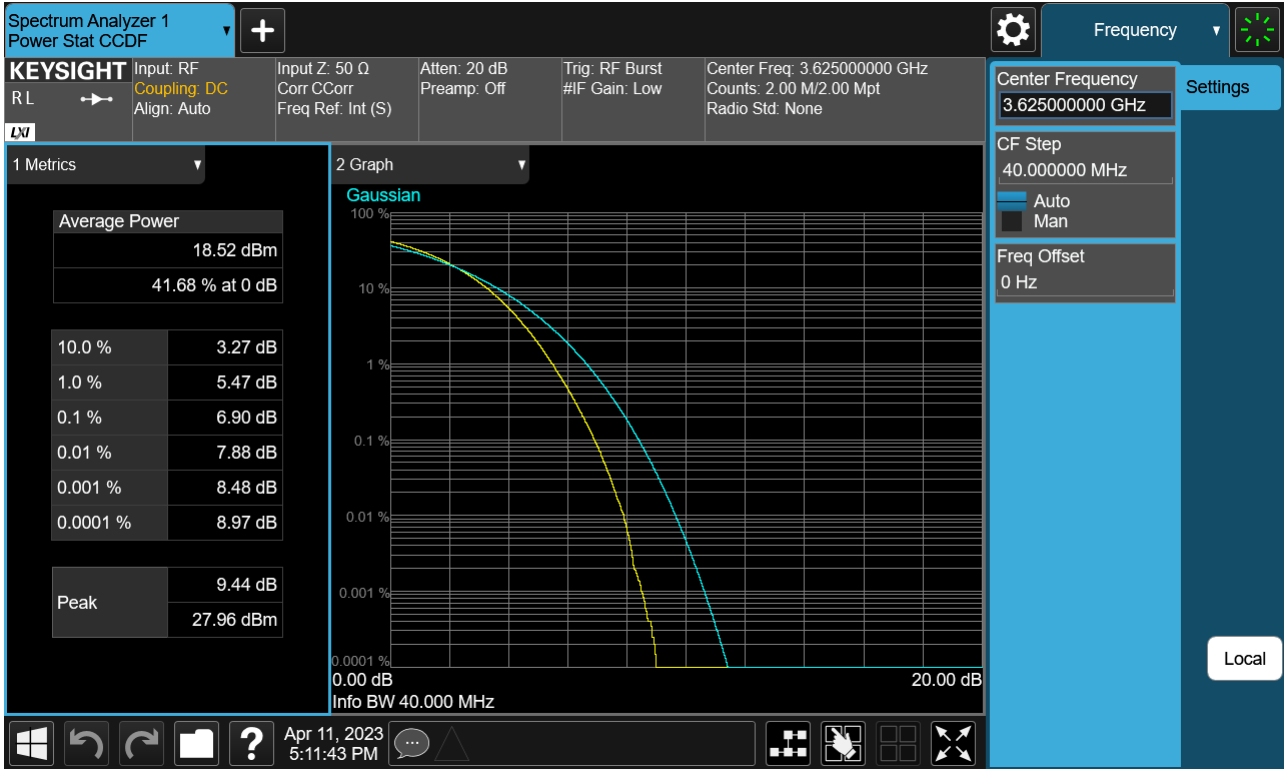 Spectrum Analyzer 1
Power Stat CCDF
Frequency
KEYSIGHT
R L
LXI
Input: RF
Coupling: DC
Align: Auto
Input Z: 50 Ω
Corr CCorr
Freq Ref: Int (S)
Atten: 20 dB
Preamp: Off
Trig: RF Burst
#IF Gain: Low
Center Freq: 3.625000000 GHz
Counts: 2.00 M/2.00 Mpt
Radio Std: None
Center Frequency
3.625000000 GHz
Settings
CF Step
40.000000 MHz
Auto
Man
Freq Offset
0 Hz
1 Metrics
Average Power
18.52 dBm
41.68 % at 0 dB
10.0 % 3.27 dB
1.0 % 5.47 dB
0.1 % 6.90 dB
0.01 % 7.88 dB
0.001 % 8.48 dB
0.0001 % 8.97 dB
Peak
9.44 dB
27.96 dBm
2 Graph
Gaussian
100 %
10 %
1 %
0.1 %
0.01 %
0.001 %
0.0001 %
0.00 dB 20.00 dB
Info BW 40.000 MHz
Local
?
Apr 11, 2023
5:11:43 PM